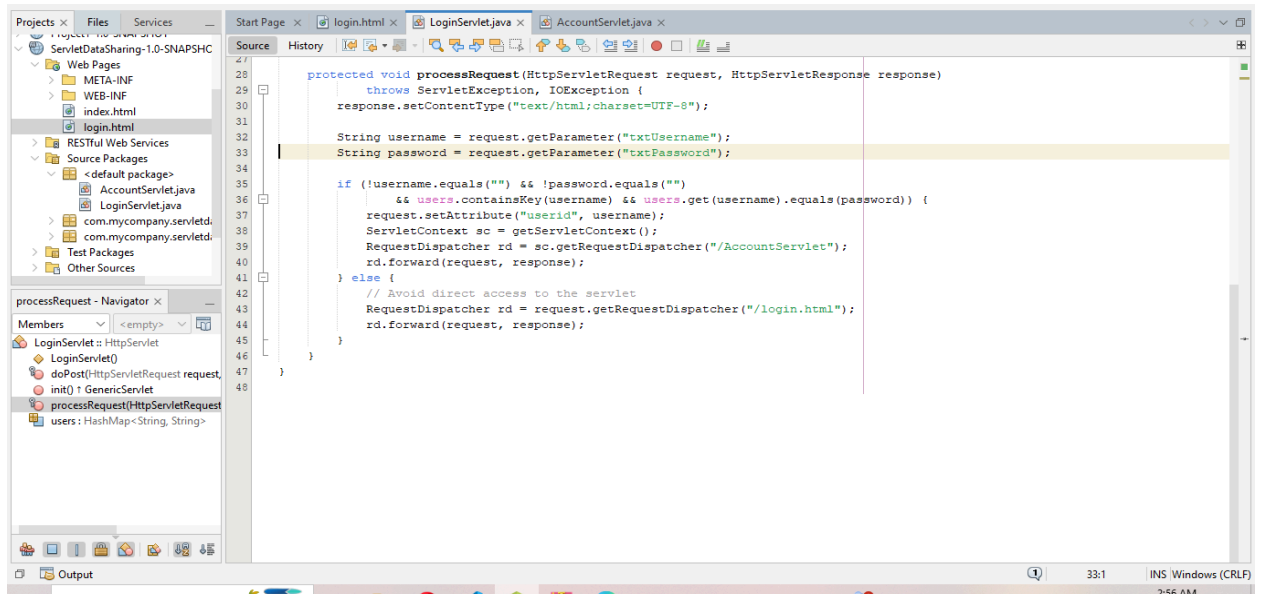 Projects × Files Services
Start Page × login.html × LoginServlet.java × AccountServlet.java ×
ServletDataSharing-1.0-SNAPSHC
Web Pages
META-INF
WEB-INF
index.html
login.html
RESTful Web Services
Source Packages
<default package>
AccountServlet.java
LoginServlet.java
com.mycompany.servletda
com.mycompany.servletda
Test Packages
Other Sources
processRequest - Navigator ×
Members <empty>
LoginServlet :: HttpServlet
LoginServlet()
doPost(HttpServletRequest request,
init() ↑ GenericServlet
processRequest(HttpServletRequest
users : HashMap<String, String>
Source History
27
28 protected void processRequest(HttpServletRequest request, HttpServletResponse response)
29 throws ServletException, IOException {
30 response.setContentType("text/html;charset=UTF-8");
31
32 String username = request.getParameter("txtUsername");
33 String password = request.getParameter("txtPassword");
34
35 if (!username.equals("") && !password.equals("")
36 && users.containsKey(username) && users.get(username).equals(password)) {
37 request.setAttribute("userid", username);
38 ServletContext sc = getServletContext();
39 RequestDispatcher rd = sc.getRequestDispatcher("/AccountServlet");
40 rd.forward(request, response);
41 } else {
42 // Avoid direct access to the servlet
43 RequestDispatcher rd = request.getRequestDispatcher("/login.html");
44 rd.forward(request, response);
45 }
46 }
47 }
48
Output
1 33:1 INS Windows (CRLF)
2:56 AM